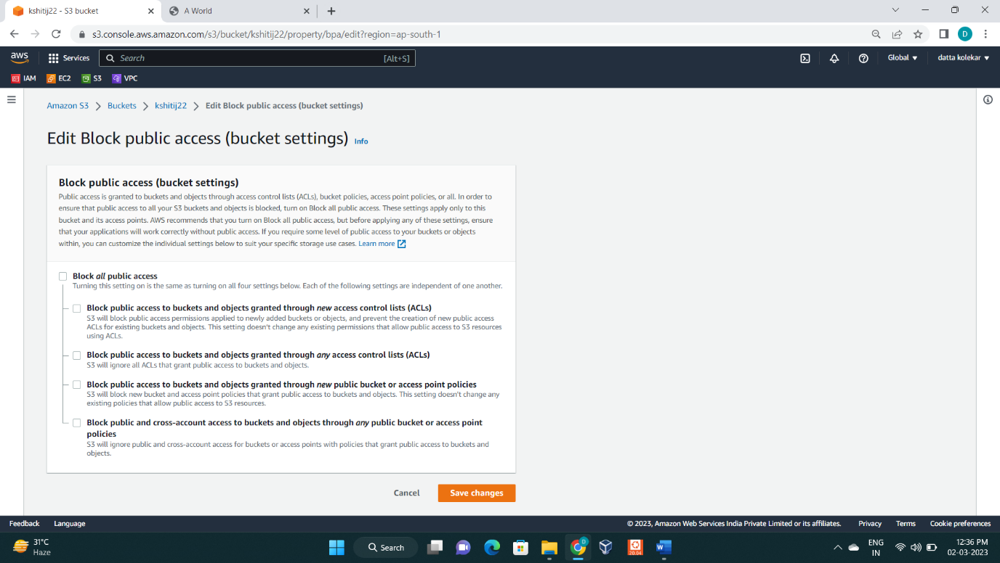 kshitij22 - S3 bucket
A World
s3.console.aws.amazon.com/s3/bucket/kshitij22/property/bpa/edit?region=ap-south-1
D
aws
Services
Search
[Alt+S]
Global
datta kolekar
IAM
EC2
S3
VPC
Amazon S3
Buckets
kshitij22
Edit Block public access (bucket settings)
Edit Block public access (bucket settings) Info
Block public access (bucket settings)
Public access is granted to buckets and objects through access control lists (ACLs), bucket policies, access point policies, or all. In order to
ensure that public access to all your S3 buckets and objects is blocked, turn on Block all public access. These settings apply only to this
bucket and its access points. AWS recommends that you turn on Block all public access, but before applying any of these settings, ensure
that your applications will work correctly without public access. If you require some level of public access to your buckets or objects
within, you can customize the individual settings below to suit your specific storage use cases. Learn more
Block all public access
Turning this setting on is the same as turning on all four settings below. Each of the following settings are independent of one another.
Block public access to buckets and objects granted through new access control lists (ACLs)
S3 will block public access permissions applied to newly added buckets or objects, and prevent the creation of new public access
ACLs for existing buckets and objects. This setting doesn't change any existing permissions that allow public access to S3 resources
using ACLs.
Block public access to buckets and objects granted through any access control lists (ACLs)
S3 will ignore all ACLs that grant public access to buckets and objects.
Block public access to buckets and objects granted through new public bucket or access point policies
S3 will block new bucket and access point policies that grant public access to buckets and objects. This setting doesn't change any
existing policies that allow public access to S3 resources.
Block public and cross-account access to buckets and objects through any public bucket or access point
policies
S3 will ignore public and cross-account access for buckets or access points with policies that grant public access to buckets and
objects.
Cancel
Save changes
Feedback
Language
© 2023, Amazon Web Services India Private Limited or its affiliates.
Privacy
Terms
Cookie preferences
31°C
Haze
Search
D
20.04
W
ENG
IN
12:36 PM
02-03-2023